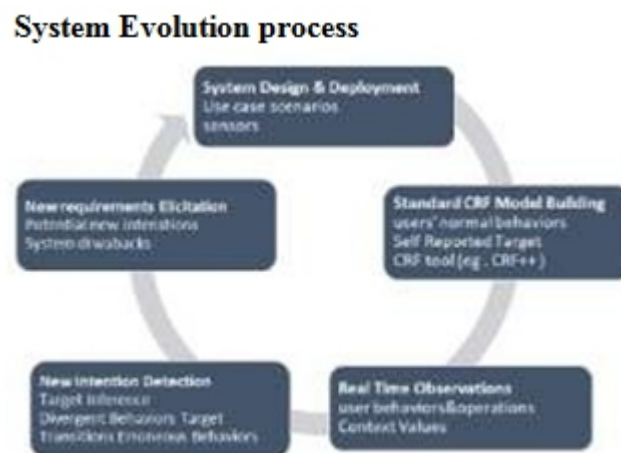 System Evolution process
System Design & Deployment
Use case scenarios
sensors
Standard CRF Model Building
users' normal behaviors
Self Reported Target
CRF tool (eg . CRF++ )
Real Time Observations
user behaviors&operations
Context Values
New Intention Detection
Target Inference
Divergent Behaviors Target
Transitions Erroneous Behaviors
New requirements Elicitation
Potential new intenstions
System drwabacks